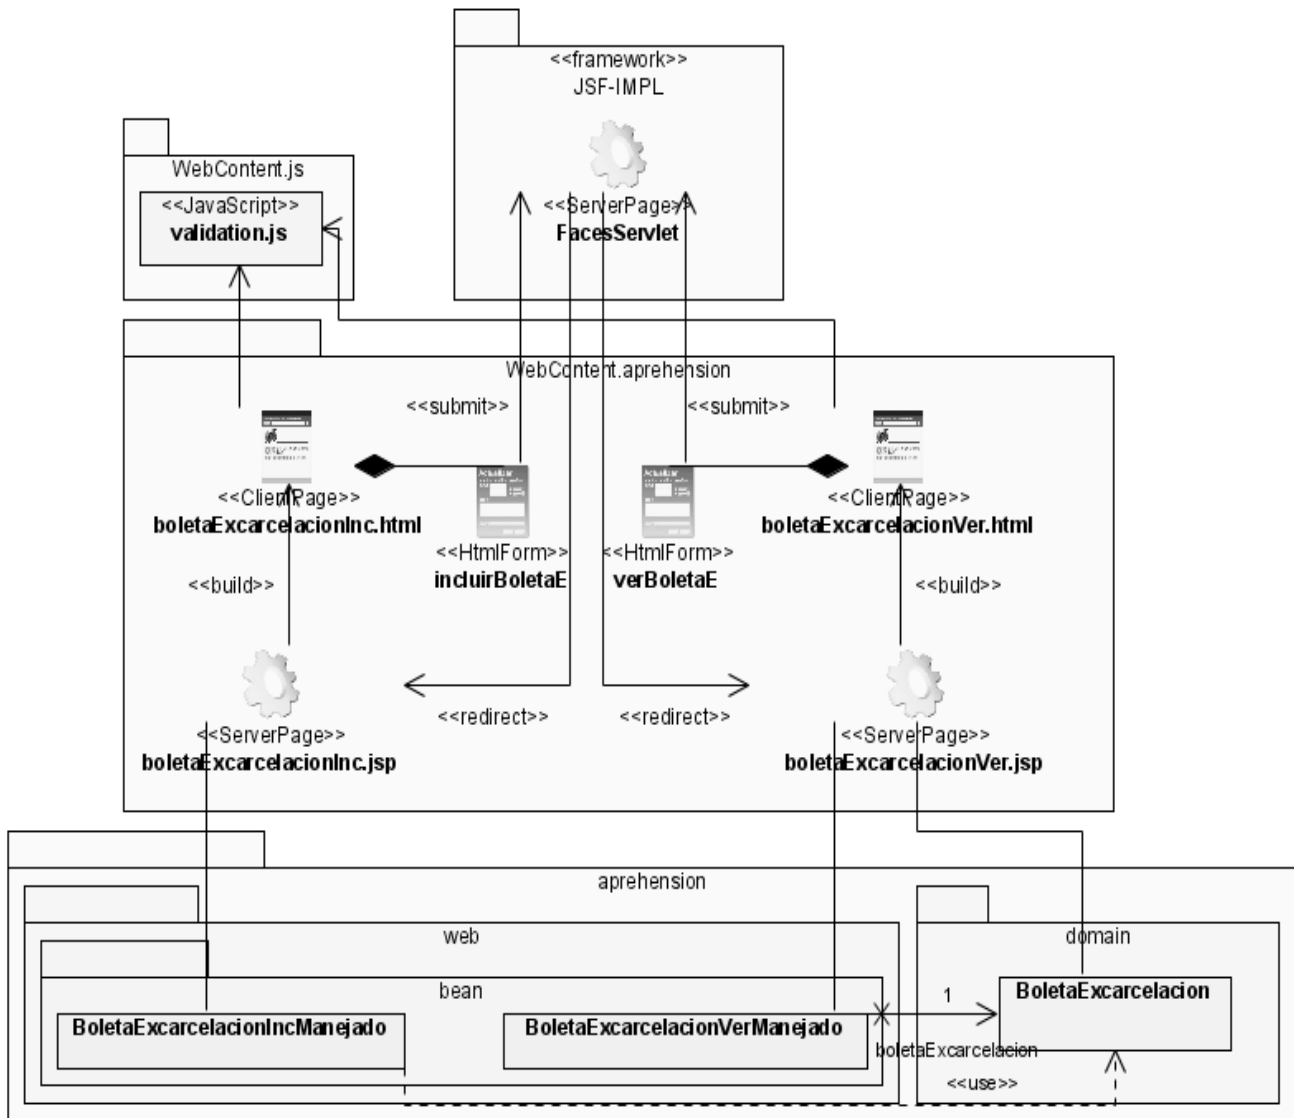 <<framework>>
JSF-IMPL
<<ServerPage>>
FacesServlet
WebContent.js
<<JavaScript>>
validation.js
WebContent.aprehension
<<submit>>
<<submit>>
<<ClientPage>>
boletaExcarcelacionInc.html
Actualizar
<<HtmlForm>>
incluirBoletaE
Actualizar
<<HtmlForm>>
verBoletaE
<<ClientPage>>
boletaExcarcelacionVer.html
<<build>>
<<build>>
<<redirect>>
<<redirect>>
<<ServerPage>>
boletaExcarcelacionInc.jsp
<<ServerPage>>
boletaExcarcelacionVer.jsp
aprehension
web
domain
bean
BoletaExcarcelacionIncManejado
BoletaExcarcelacionVerManejado
1
BoletaExcarcelacion
boletaExcarcelacion
<<use>>